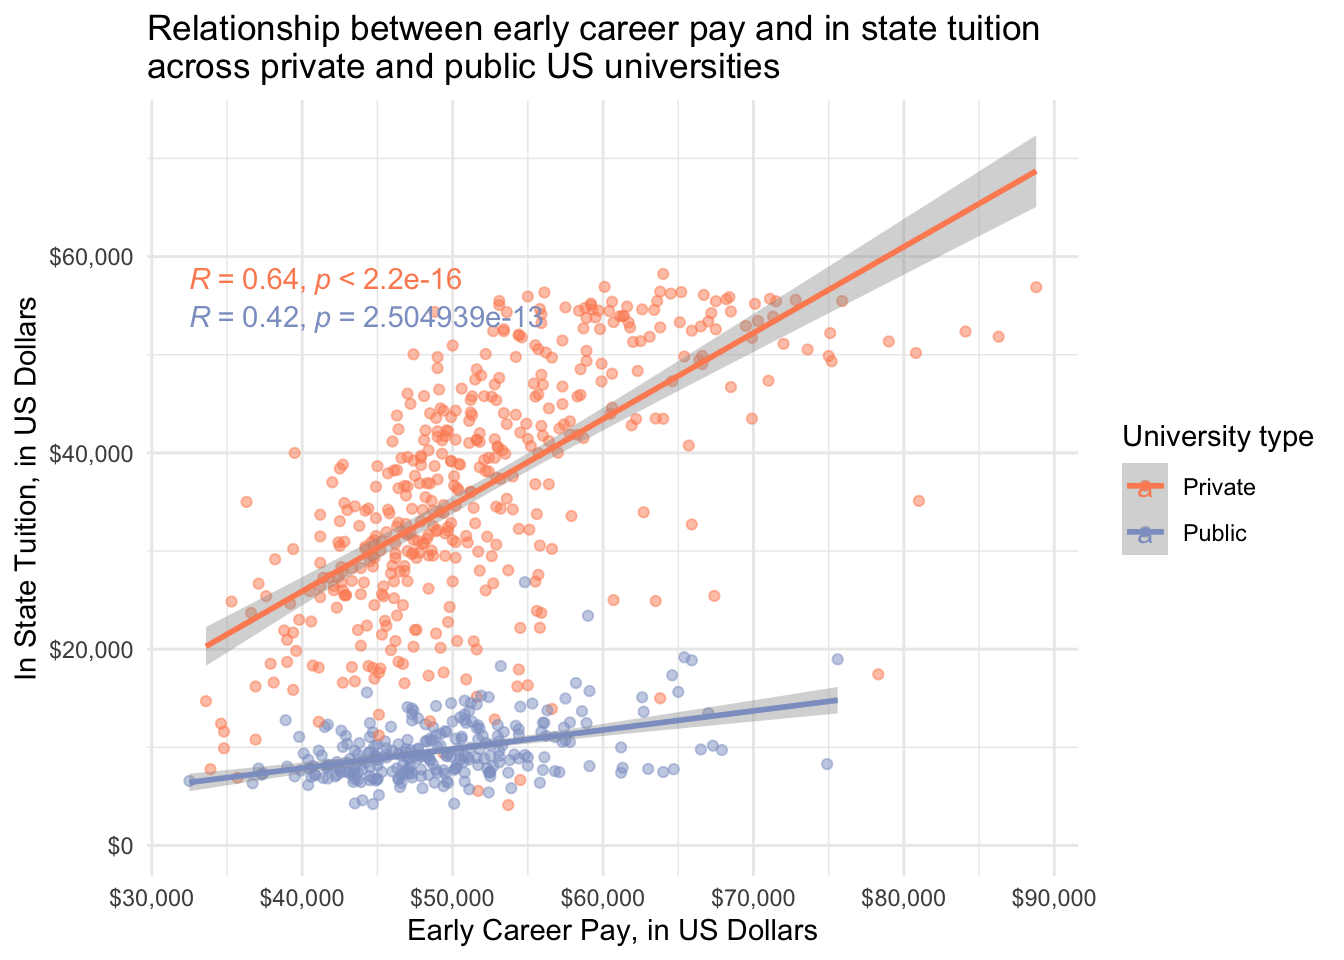 Relationship between early career pay and in state tuition
across private and public US universities
In State Tuition, in US Dollars
$60,000
$40,000
$20,000
$0
R = 0.64, p < 2.2e-16
R = 0.42, p = 2.504939e-13
$30,000 $40,000 $50,000 $60,000 $70,000 $80,000 $90,000
Early Career Pay, in US Dollars
University type
a Private
a Public